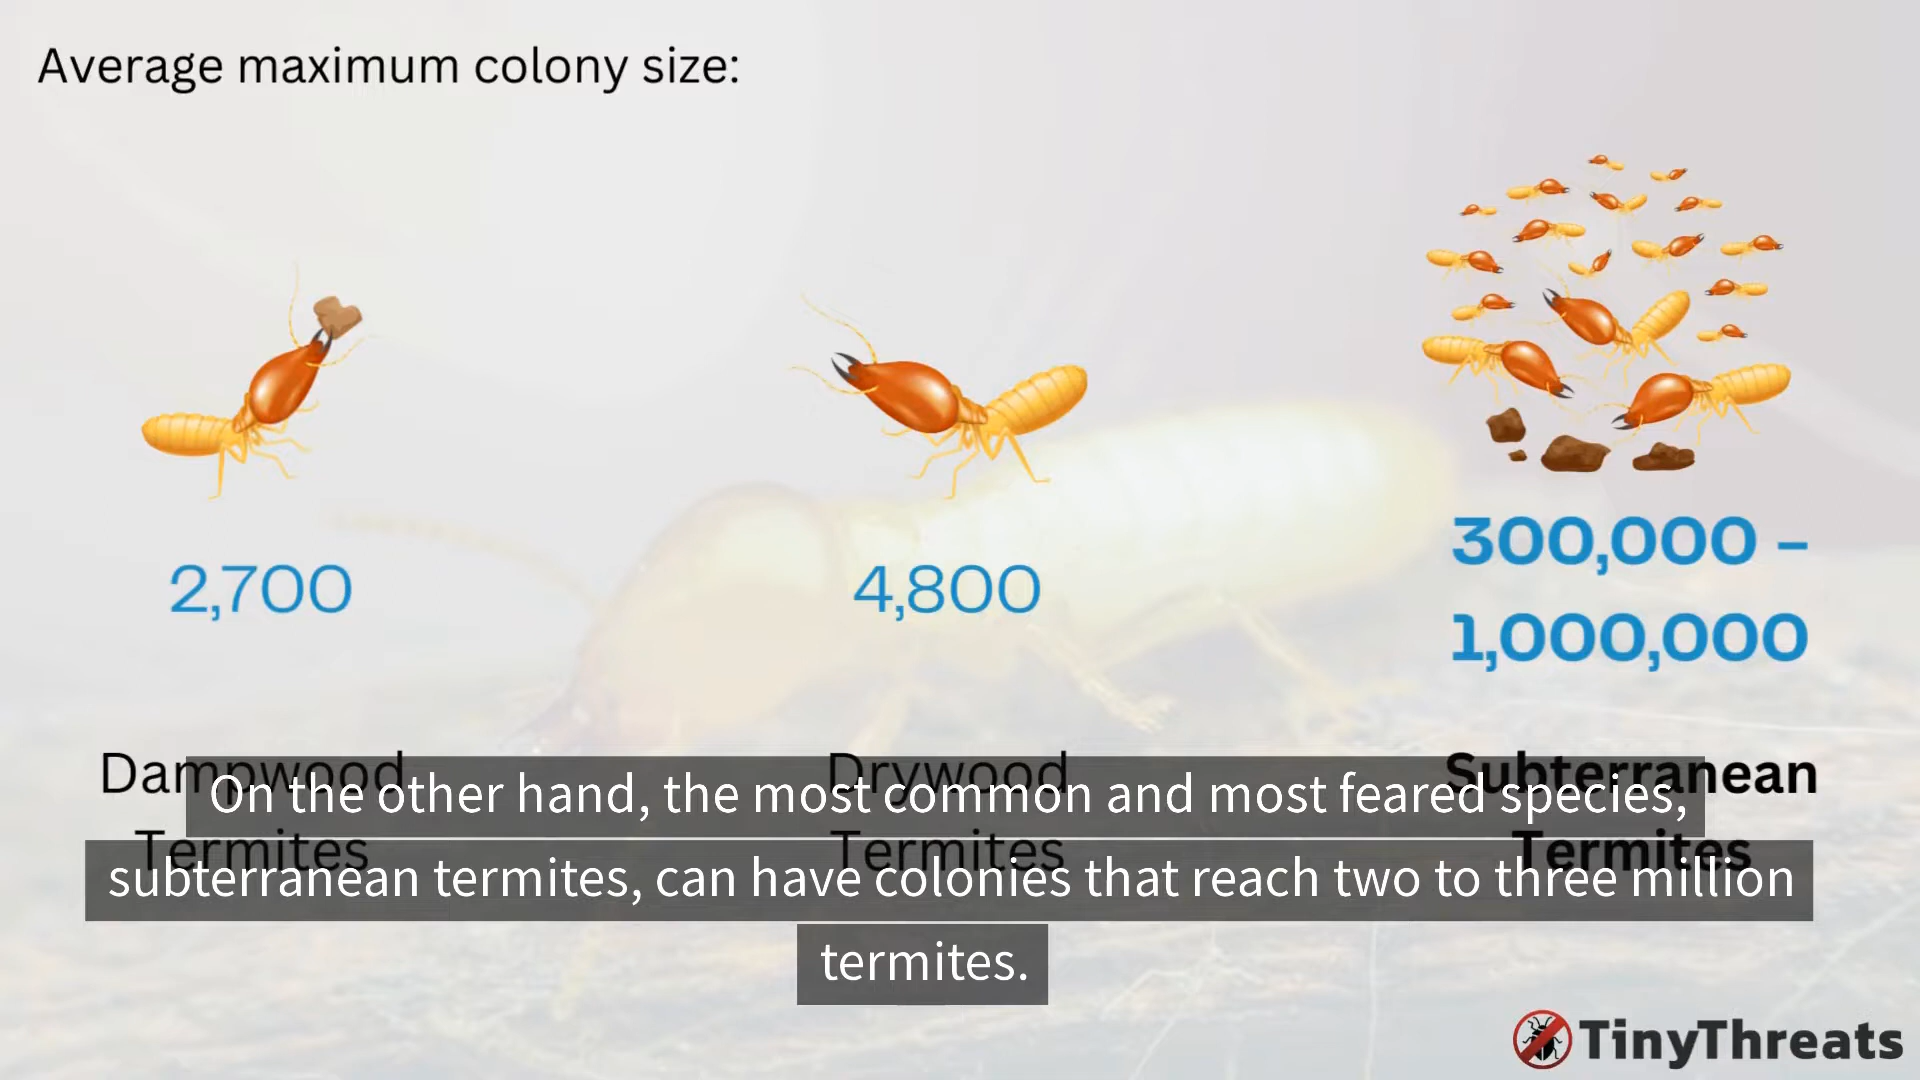 Average maximum colony size:
2,700
4,800
300,000 –
1,000,000
Dampwood
Termites
Drywood
Termites
Subterranean
Termites
On the other hand, the most common and most feared species,
subterranean termites, can have colonies that reach two to three million
termites.
TinyThreats